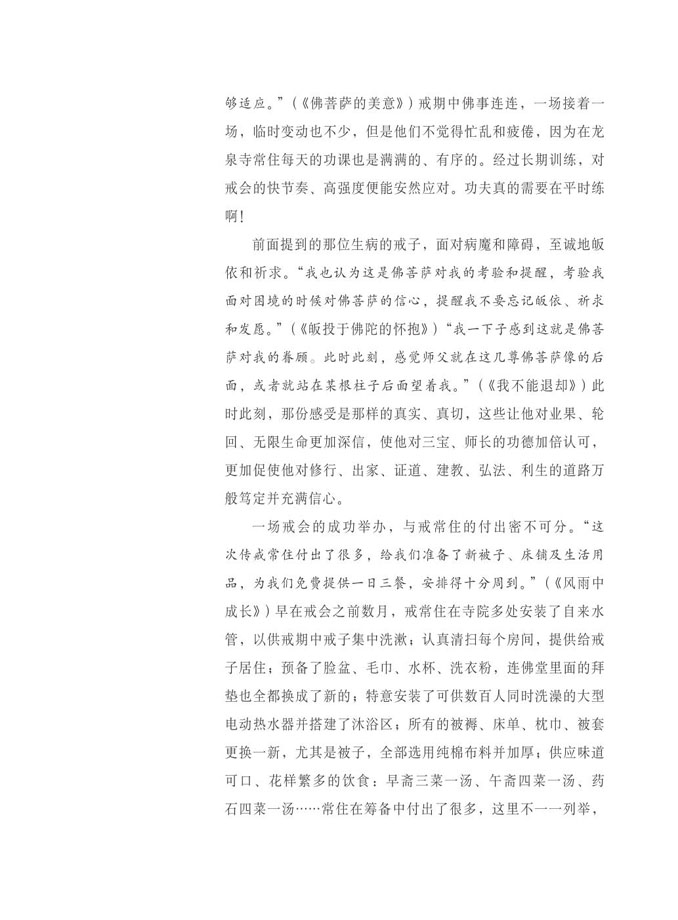 够适应。”（《佛菩萨的美意》）戒期中佛事连连，一场接着一
场，临时变动也不少，但是他们不觉得忙乱和疲倦，因为在龙
泉寺常住每天的功课也是满满的、有序的。经过长期训练，对
戒会的快节奏、高强度便能安然应对。功夫真的需要在平时练
啊！
前面提到的那位生病的戒子，面对病魔和障碍，至诚地皈
依和祈求。“我也认为这是佛菩萨对我的考验和提醒，考验我
面对困境的时候对佛菩萨的信心，提醒我不要忘记皈依、祈求
和发愿。”（《皈投于佛陀的怀抱》）“我一下子感到这就是佛菩
萨对我的眷顾。此时此刻，感觉师父就在这几尊佛菩萨像的后
面，或者就站在某根柱子后面望着我。”（《我不能退却》）此
时此刻，那份感受是那样的真实、真切，这些让他对业果、轮
回、无限生命更加深信，使他对三宝、师长的功德加倍认可，
更加促使他对修行、出家、证道、建教、弘法、利生的道路万
般笃定并充满信心。
一场戒会的成功举办，与戒常住的付出密不可分。“这
次传戒常住付出了很多，给我们准备了新被子、床铺及生活用
品，为我们免费提供一日三餐，安排得十分周到。”（《风雨中
成长》）早在戒会之前数月，戒常住在寺院多处安装了自来水
管，以供戒期中戒子集中洗漱；认真清扫每个房间，提供给戒
子居住；预备了脸盆、毛巾、水杯、洗衣粉，连佛堂里面的拜
垫也全都换成了新的；特意安装了可供数百人同时洗澡的大型
电动热水器并搭建了沐浴区；所有的被褥、床单、枕巾、被套
更换一新，尤其是被子，全部选用纯棉布料并加厚；供应味道
可口、花样繁多的饮食：早斋三菜一汤、午斋四菜一汤、药
石四菜一汤……常住在筹备中付出了很多，这里不一一列举，